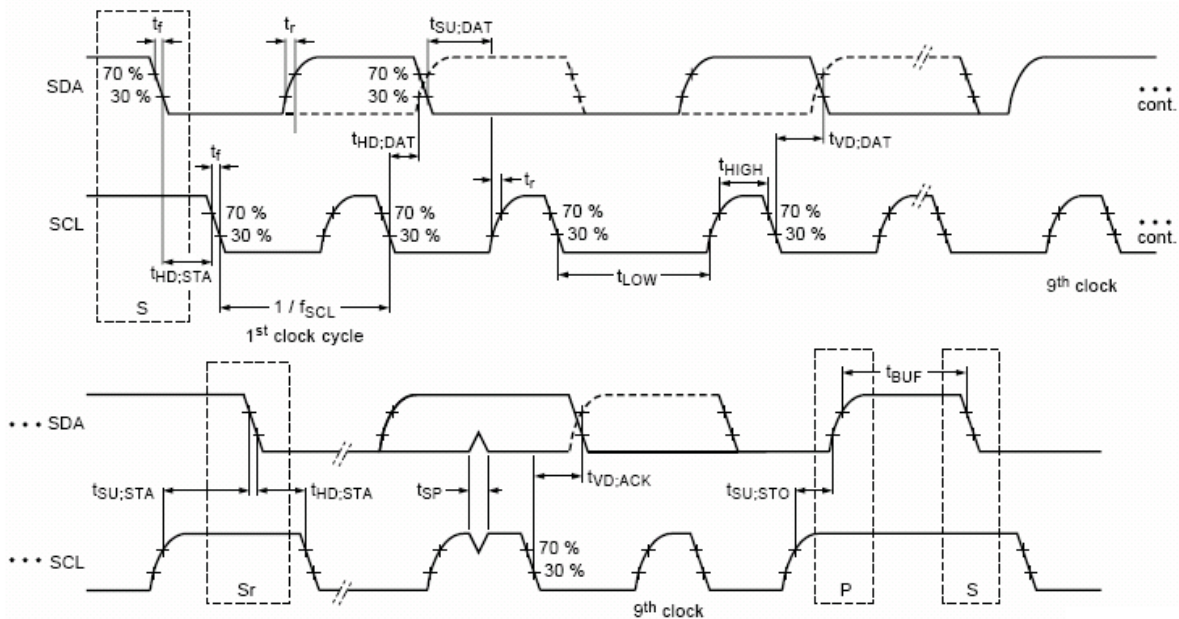 tf tr tSU;DAT
SDA 70 % 30 % 70 % 30 % ••• cont.
tHD;DAT tVD;DAT
tf tr tHIGH
SCL 70 % 30 % 70 % 30 % 70 % 30 % 70 % 30 % ••• cont.
tHD;STA tLOW
S 1 / fSCL 9th clock
1st clock cycle
tBUF
••• SDA
tSU;STA tHD;STA tSP tVD;ACK tSU;STO
••• SCL 70 % 30 %
Sr P S
9th clock